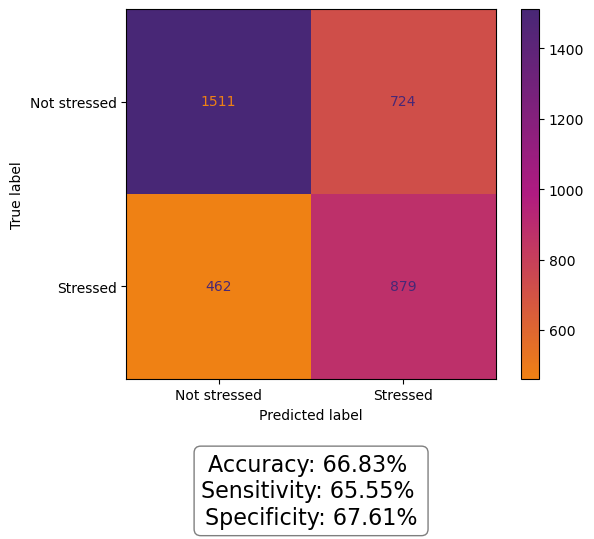 1400
Not stressed 1511 724
1200
True label
1000
800
Stressed 462 879
600
Not stressed Stressed
Predicted label
Accuracy: 66.83%
Sensitivity: 65.55%
Specificity: 67.61%